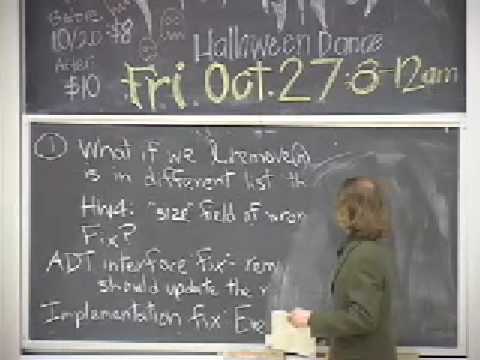 Before
10/20 $8
After
$10
Halloween Dance
Fri. Oct. 27 8-12am
① What if we l.remove(n)
is in different list th
Hint: "size" field of wron
Fix?
ADT interface "fix"- rem
should update the
Implementation fix: Eve